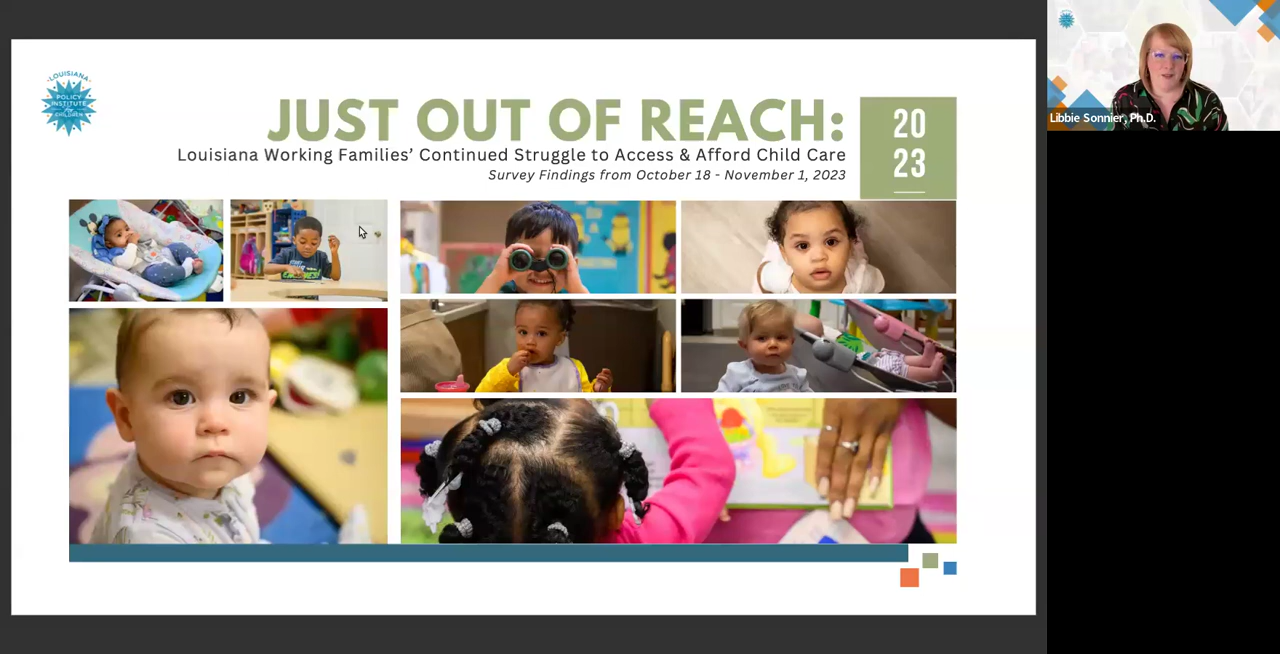 LOUISIANA
POLICY
INSTITUTE
for
CHILDREN
JUST OUT OF REACH:
Louisiana Working Families’ Continued Struggle to Access & Afford Child Care
Survey Findings from October 18 - November 1, 2023
20
23
Libbie Sonnier, Ph.D.